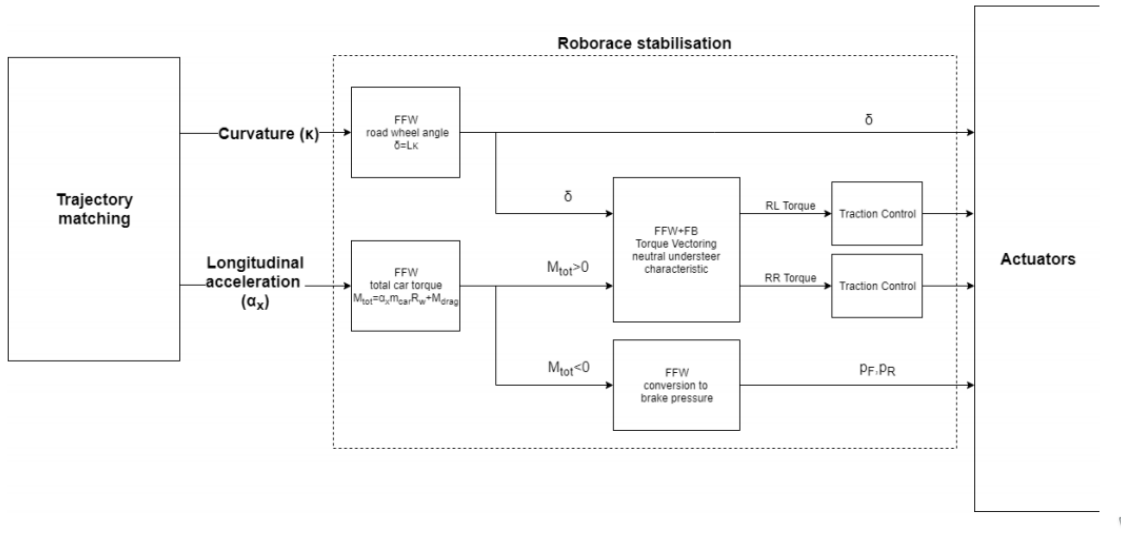 Roborace stabilisation
Trajectory
matching
Curvature (κ)
FFW
road wheel angle
δ=Lκ
δ
δ
Longitudinal
acceleration
(αx)
FFW
total car torque
Mtot=αxmcarRw+Mdrag
Mtot>0
FFW+FB
Torque Vectoring
neutral understeer
characteristic
RL Torque
Traction Control
RR Torque
Traction Control
Mtot<0
FFW
conversion to
brake pressure
pF,pR
Actuators